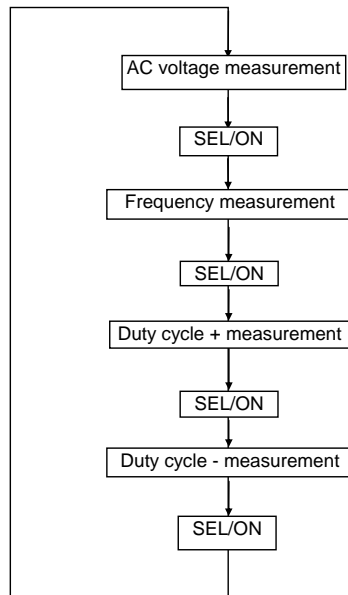 AC voltage measurement
SEL/ON
Frequency measurement
SEL/ON
Duty cycle + measurement
SEL/ON
Duty cycle - measurement
SEL/ON